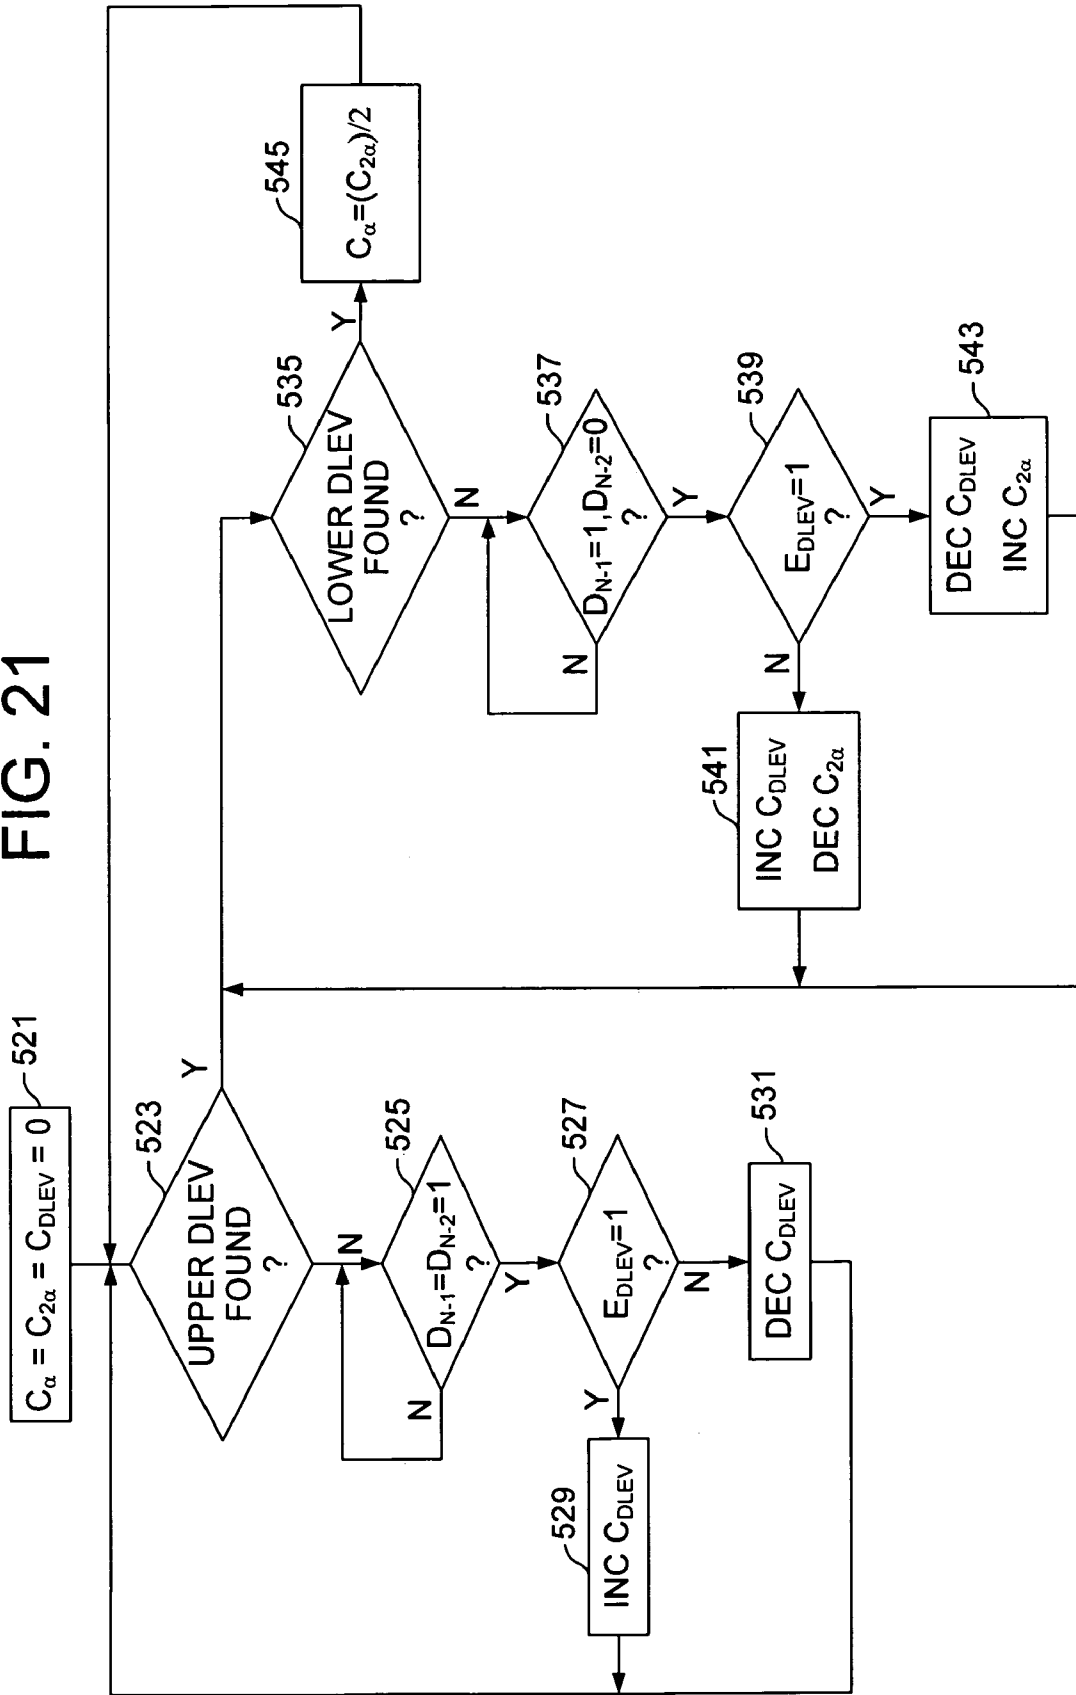 FIG. 21
521
Cα = C2α = CDLEV = 0
523
UPPER DLEV
FOUND
?
Y
N
525
DN-1=DN-2=1
?
N
Y
527
EDLEV=1
?
Y
N
529
INC CDLEV
531
DEC CDLEV
535
LOWER DLEV
FOUND
?
Y
N
545
Cα=(C2α)/2
537
DN-1=1,DN-2=0
?
N
Y
539
EDLEV=1
?
N
Y
541
INC CDLEV
DEC C2α
543
DEC CDLEV
INC C2α